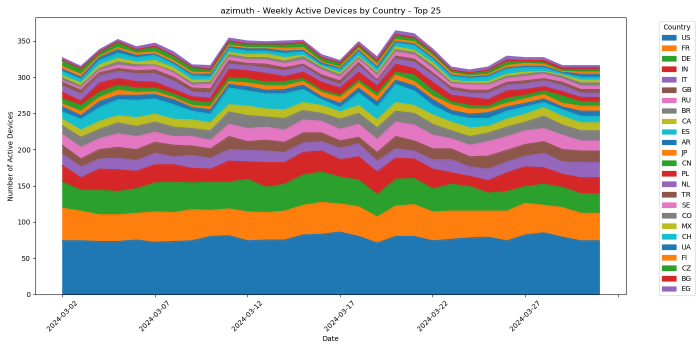 azimuth - Weekly Active Devices by Country - Top 25
Number of Active Devices
350
300
250
200
150
100
50
0
2024-03-02
2024-03-07
2024-03-12
2024-03-17
2024-03-22
2024-03-27
Date
Country
US
FR
DE
IN
IT
GB
RU
BR
CA
ES
AR
JP
CN
PL
NL
TR
SE
CO
MX
CH
UA
FI
CZ
BG
EG